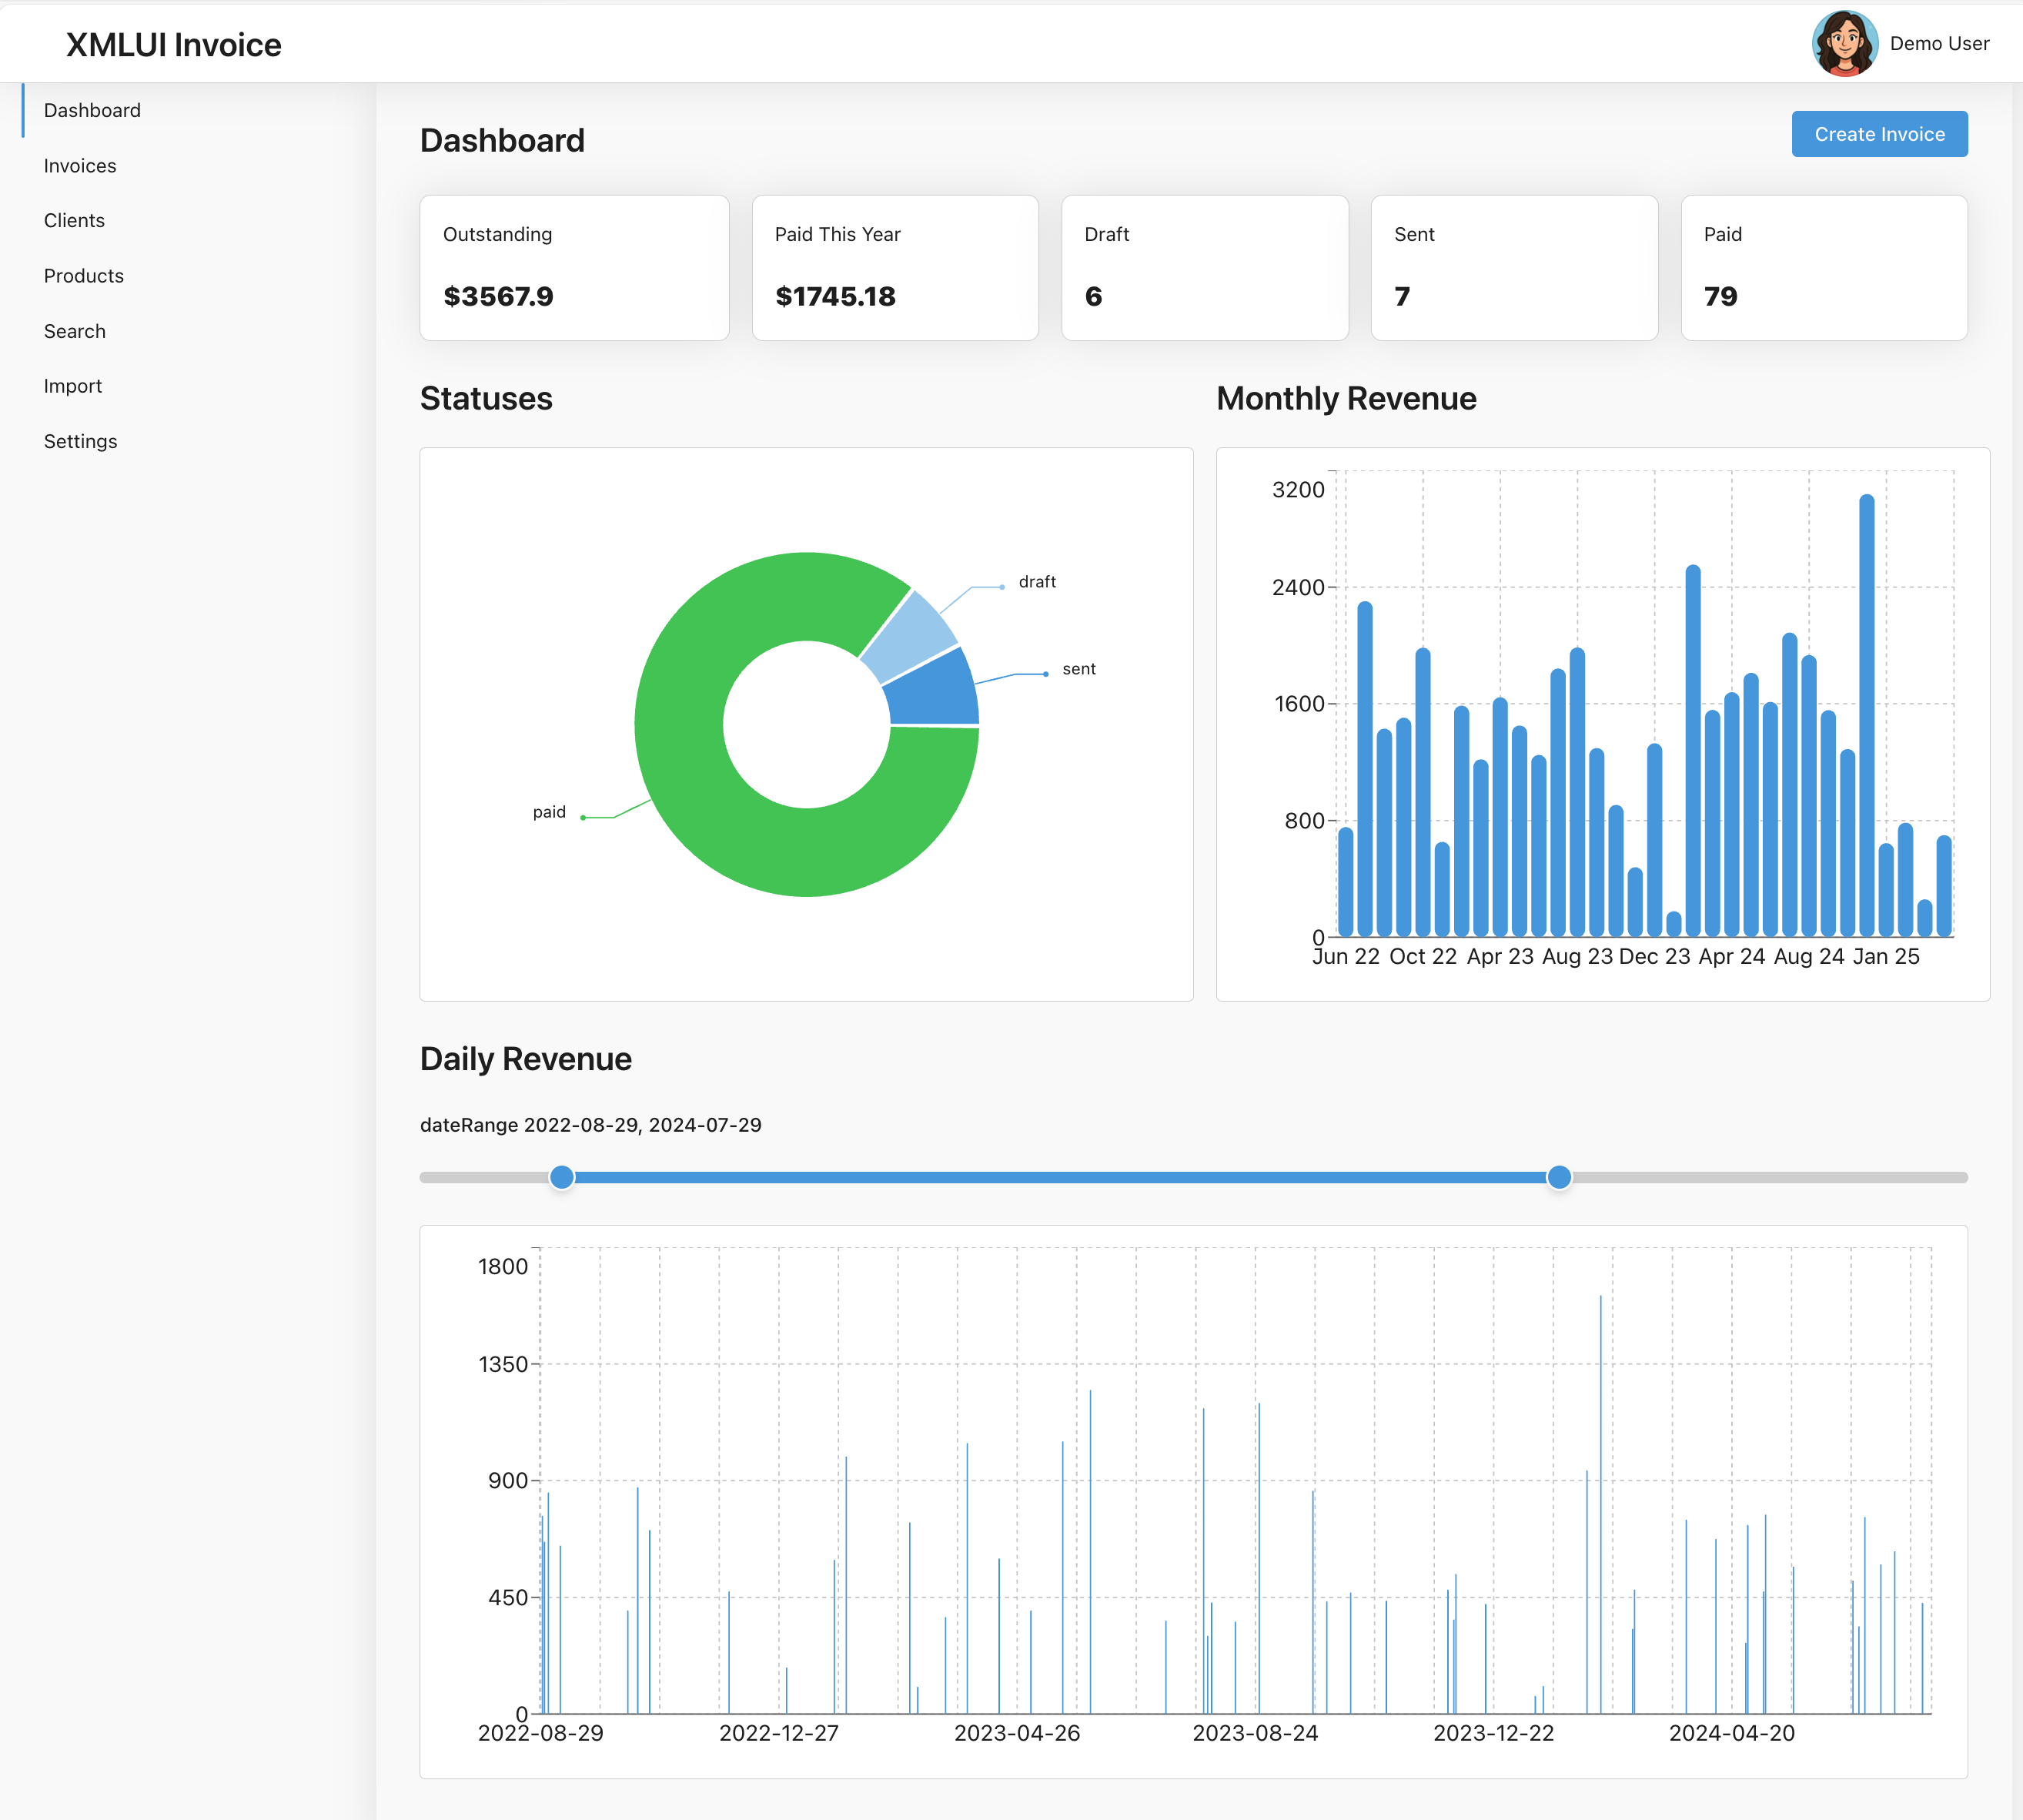 XMLUI Invoice
Demo User
Dashboard
Invoices
Clients
Products
Search
Import
Settings
Dashboard
Create Invoice
Outstanding
$3567.9
Paid This Year
$1745.18
Draft
6
Sent
7
Paid
79
Statuses
draft
sent
paid
Monthly Revenue
3200
2400
1600
800
0
Jun 22 Oct 22 Apr 23 Aug 23 Dec 23 Apr 24 Aug 24 Jan 25
Daily Revenue
dateRange 2022-08-29, 2024-07-29
1800
1350
900
450
0
2022-08-29 2022-12-27 2023-04-26 2023-08-24 2023-12-22 2024-04-20